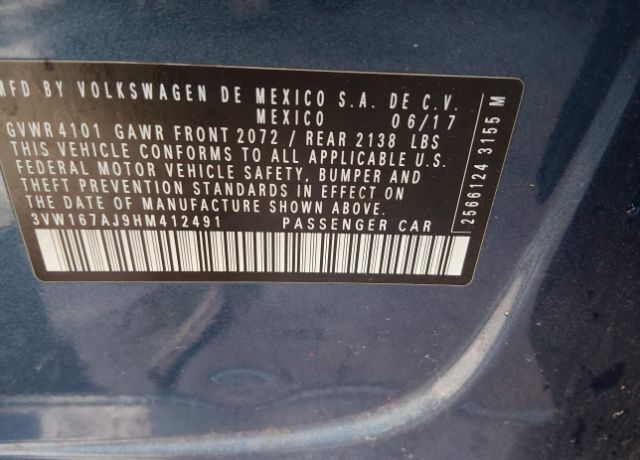 MFD BY VOLKSWAGEN DE MEXICO S.A. DE C.V.
MEXICO 06/17
GVWR 4101 GAWR FRONT 2072 / REAR 2138 LBS
THIS VEHICLE CONFORMS TO ALL APPLICABLE U.S.
FEDERAL MOTOR VEHICLE SAFETY, BUMPER AND
THEFT PREVENTION STANDARDS IN EFFECT ON
THE DATE OF MANUFACTURE SHOWN ABOVE.
3VW167AJ9HM412491 PASSENGER CAR
2566124 3155 M